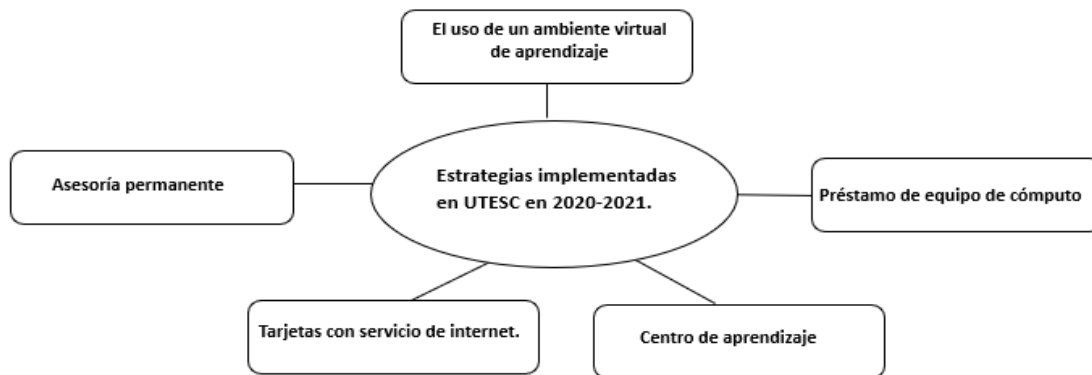 El uso de un ambiente virtual
de aprendizaje
Asesoría permanente
Estrategias implementadas
en UTESC en 2020-2021.
Préstamo de equipo de cómputo
Tarjetas con servicio de internet.
Centro de aprendizaje